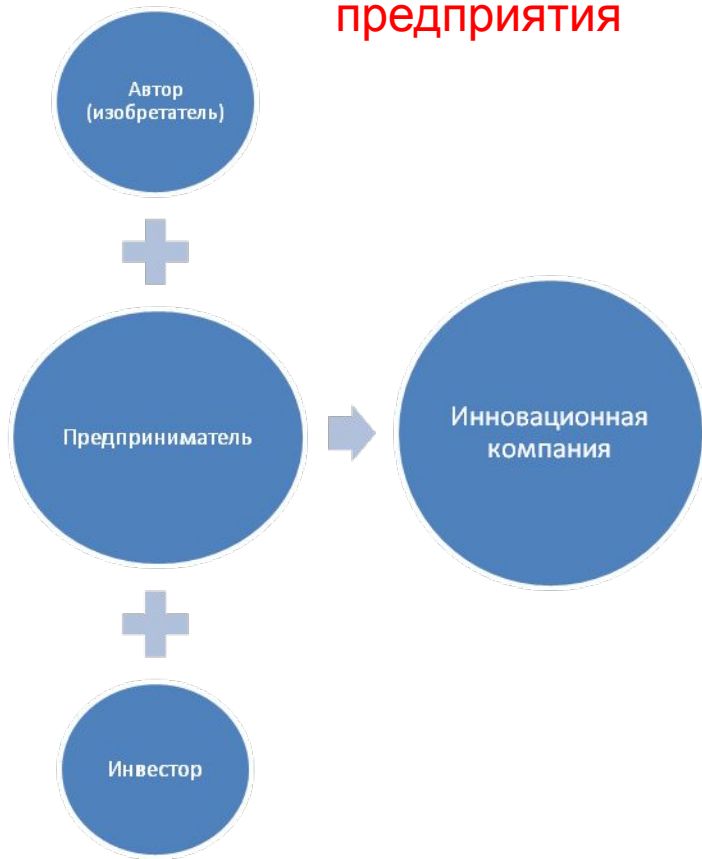 предприятия
Автор
(изобретатель)
Предприниматель
Инновационная
компания
Инвестор